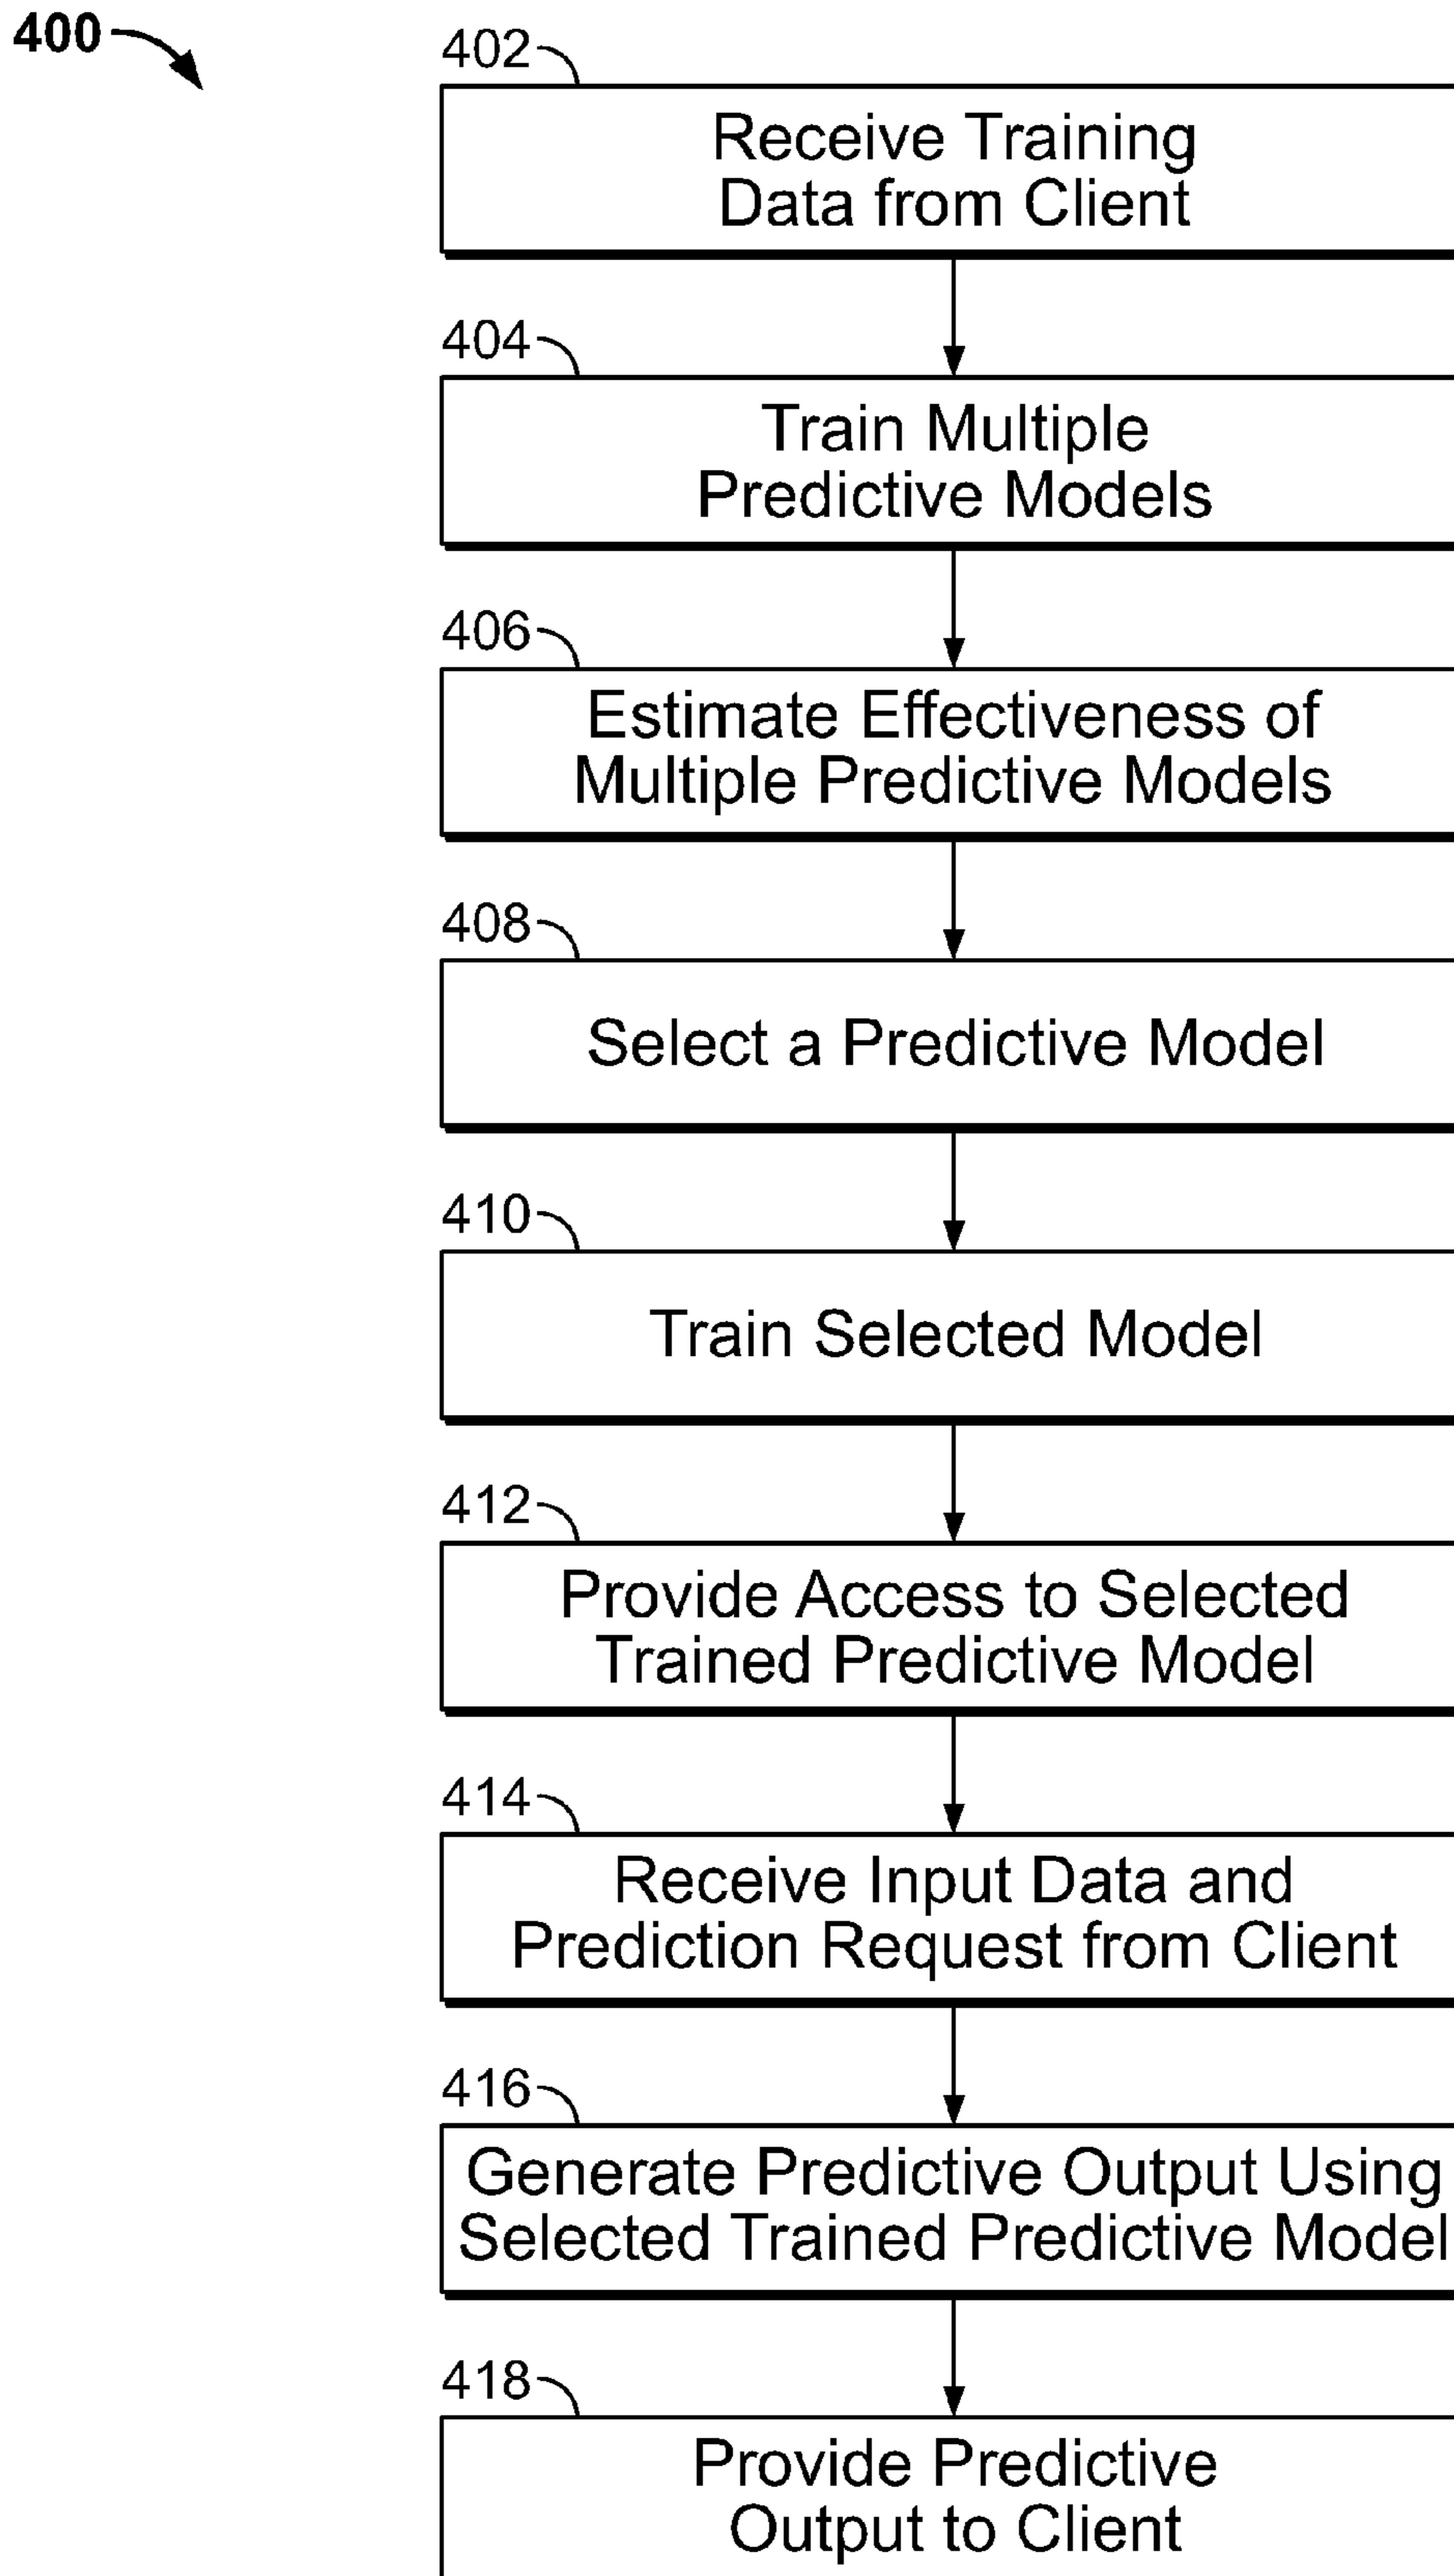 400
402
Receive Training
Data from Client
404
Train Multiple
Predictive Models
406
Estimate Effectiveness of
Multiple Predictive Models
408
Select a Predictive Model
410
Train Selected Model
412
Provide Access to Selected
Trained Predictive Model
414
Receive Input Data and
Prediction Request from Client
416
Generate Predictive Output Using
Selected Trained Predictive Model
418
Provide Predictive
Output to Client